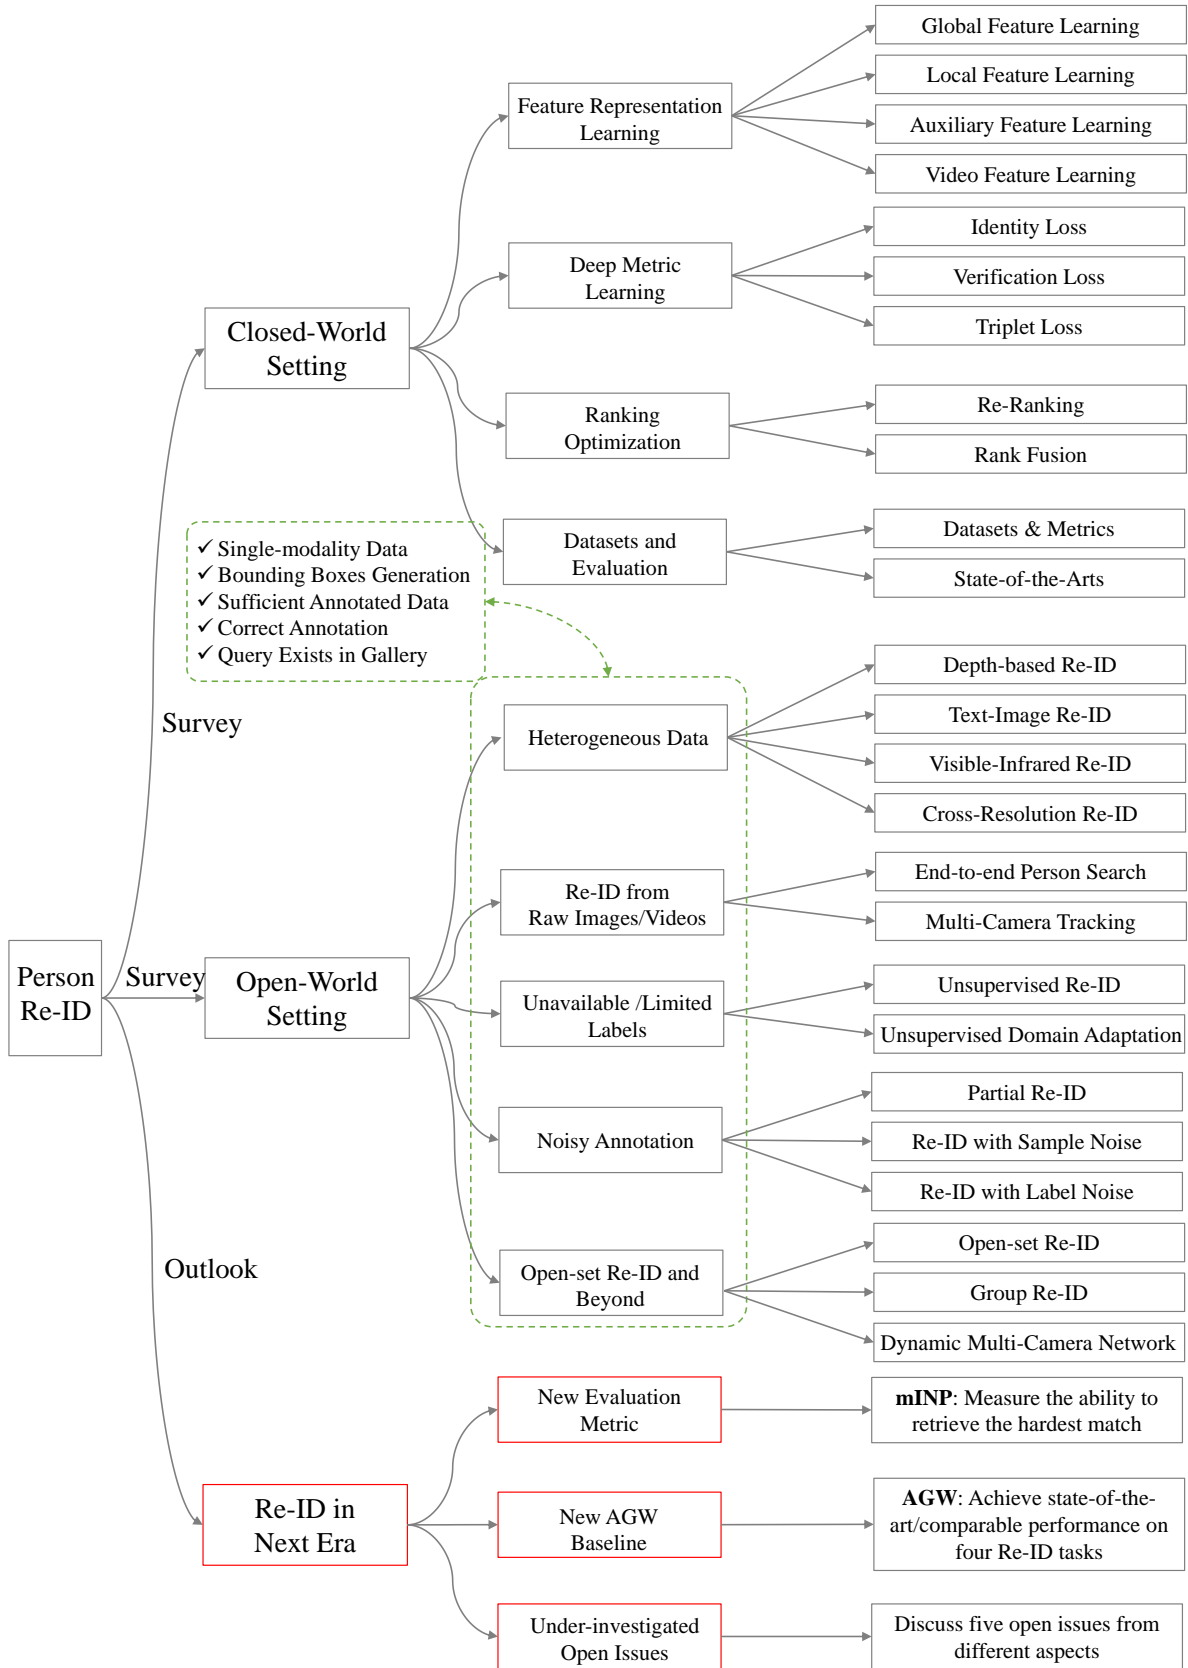 Person
Re-ID
Survey
Closed-World
Setting
Feature Representation
Learning
Global Feature Learning
Local Feature Learning
Auxiliary Feature Learning
Video Feature Learning
Deep Metric
Learning
Identity Loss
Verification Loss
Triplet Loss
Ranking
Optimization
Re-Ranking
Rank Fusion
Datasets and
Evaluation
Datasets & Metrics
State-of-the-Arts
✓ Single-modality Data
✓ Bounding Boxes Generation
✓ Sufficient Annotated Data
✓ Correct Annotation
✓ Query Exists in Gallery
Survey
Open-World
Setting
Heterogeneous Data
Depth-based Re-ID
Text-Image Re-ID
Visible-Infrared Re-ID
Cross-Resolution Re-ID
Re-ID from
Raw Images/Videos
End-to-end Person Search
Multi-Camera Tracking
Unavailable /Limited
Labels
Unsupervised Re-ID
Unsupervised Domain Adaptation
Noisy Annotation
Partial Re-ID
Re-ID with Sample Noise
Re-ID with Label Noise
Open-set Re-ID and
Beyond
Open-set Re-ID
Group Re-ID
Dynamic Multi-Camera Network
Outlook
Re-ID in
Next Era
New Evaluation
Metric
mINP: Measure the ability to
retrieve the hardest match
New AGW
Baseline
AGW: Achieve state-of-the-
art/comparable performance on
four Re-ID tasks
Under-investigated
Open Issues
Discuss five open issues from
different aspects